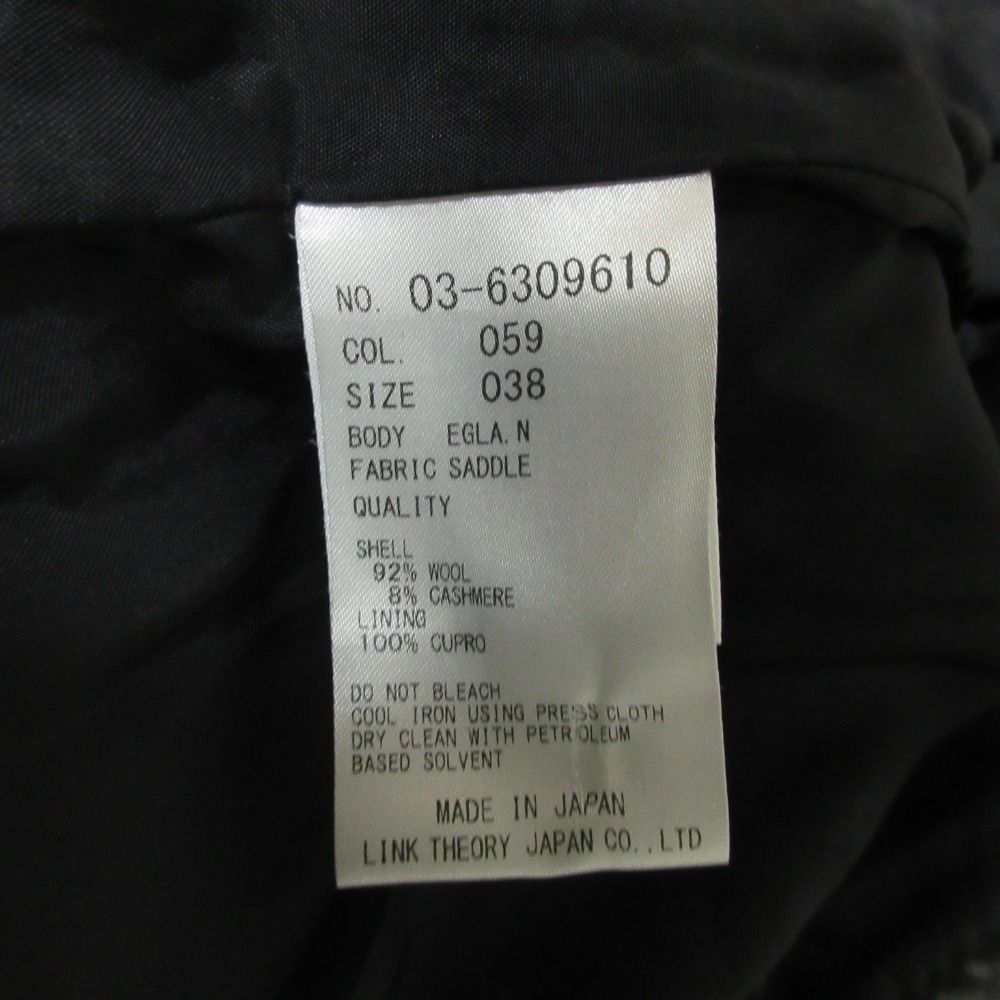 NO. 03-6309610
COL. 059
SIZE 038
BODY EGLA.N
FABRIC SADDLE
QUALITY
SHELL
92% WOOL
8% CASHMERE
LINING
100% CUPRO
DO NOT BLEACH
COOL IRON USING PRESS CLOTH
DRY CLEAN WITH PETROLEUM
BASED SOLVENT
MADE IN JAPAN
LINK THEORY JAPAN CO.,LTD